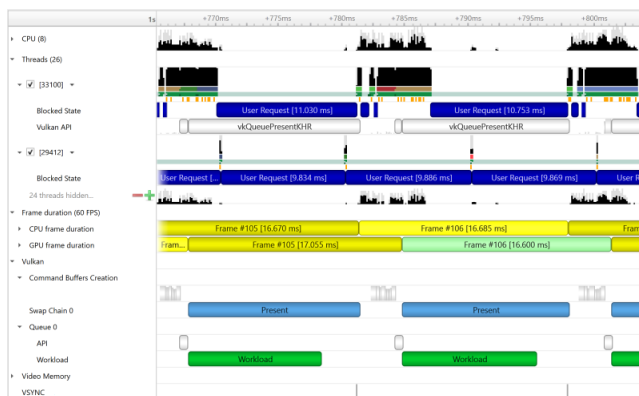 1s +770ms +775ms +780ms +785ms +790ms +795ms +800ms
CPU (8)
Threads (26)
[33100]
Blocked State User Request [11.030 ms] User Request [10.753 ms]
Vulkan API vkQueuePresentKHR vkQueuePresentKHR
[29412]
Blocked State User Request [... User Request [9.834 ms] User Request [9.886 ms] User Request [9.869 ms]
24 threads hidden...
Frame duration (60 FPS)
CPU frame duration Frame #105 [16.670 ms] Frame #106 [16.685 ms] Fram
GPU frame duration Fram... Frame #105 [17.055 ms] Frame #106 [16.600 ms]
Vulkan
Command Buffers Creation
Swap Chain 0 Present Present
Queue 0
API
Workload Workload Workload
Video Memory
VSYNC